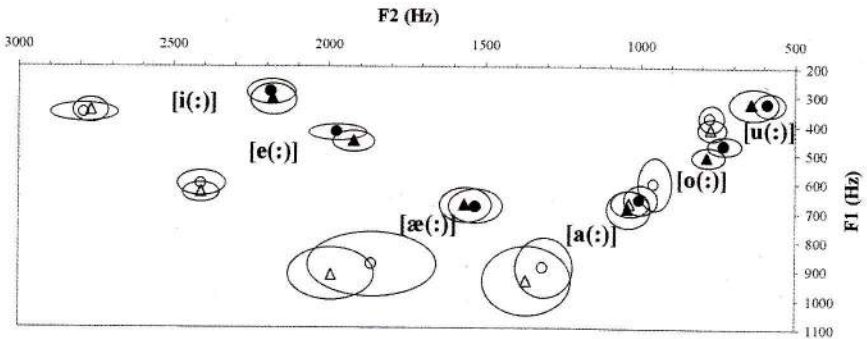 F2 (Hz)
3000 2500 2000 1500 1000 500
200
[i(:)]
300
[u(:)]
400
[e(:)]
500
[o(:)]
600
700
[æ(:)]
[a(:)]
800
900
1000
1100
F1 (Hz)